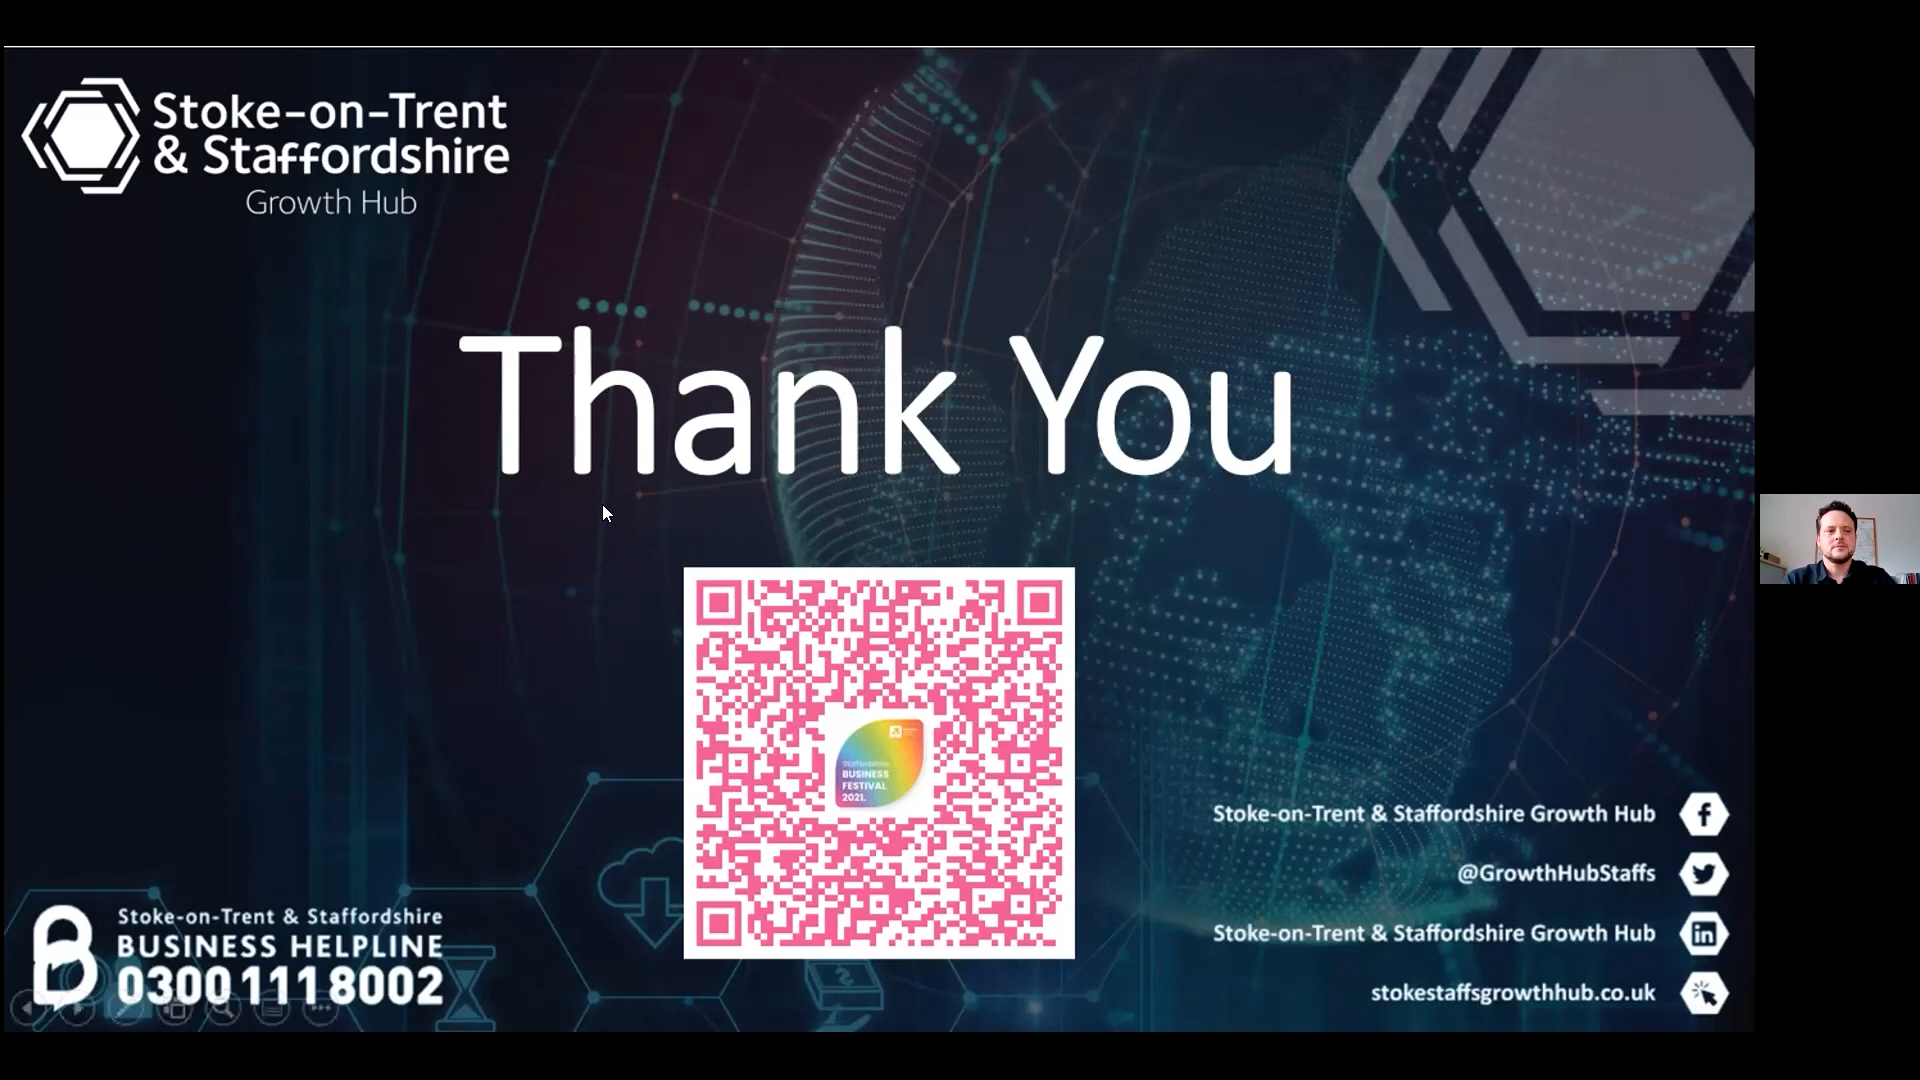 Stoke-on-Trent
& Staffordshire
Growth Hub
Thank You
Staffordshire
BUSINESS
FESTIVAL
2021.
Stoke-on-Trent & Staffordshire Growth Hub
@GrowthHubStaffs
Stoke-on-Trent & Staffordshire Growth Hub
stokestaffsgrowthhub.co.uk
Stoke-on-Trent & Staffordshire
BUSINESS HELPLINE
0300 111 8002